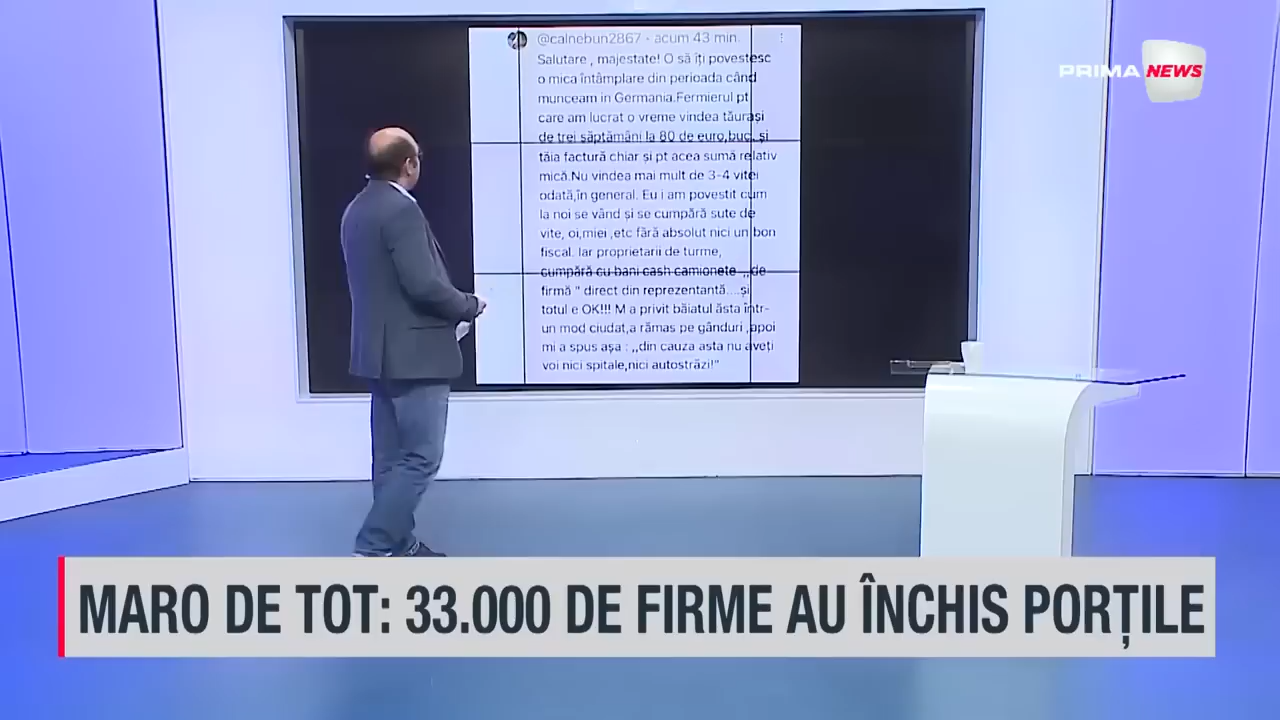 @calnebun2867 - acum 43 min.
Salutare , majestate! O să îți povestesc
o mica întâmplare din perioada când
munceam in Germania.Fermierul pt
care am lucrat o vreme vindea tăurași
de trei săptămâni la 80 de euro,buc. și
tăia factură chiar și pt acea sumă relativ
mică.Nu vindea mai mult de 3-4 vitei
odată,în general. Eu i am povestit cum
la noi se vând și se cumpără sute de
vite, oi,miei ,etc fără absolut nici un bon
fiscal. Iar proprietarii de turme,
cumpără cu bani cash camionete ,,de
firmă " direct din reprezentantă....și
totul e OK!!! M a privit băiatul ăsta într-
un mod ciudat,a rămas pe gânduri ,apoi
mi a spus așa : ,,din cauza asta nu aveți
voi nici spitale,nici autostrăzi!"
PRIMA NEWS
MARO DE TOT: 33.000 DE FIRME AU ÎNCHIS PORȚILE